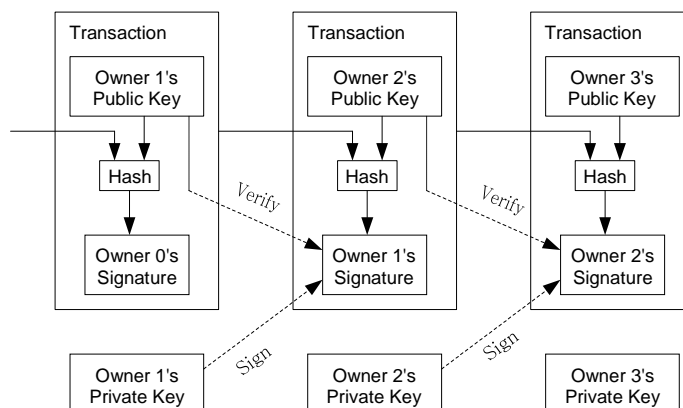 Transaction
Owner 1's
Public Key
Hash
Owner 0's
Signature
Transaction
Owner 2's
Public Key
Hash
Verify
Owner 1's
Signature
Transaction
Owner 3's
Public Key
Hash
Verify
Owner 2's
Signature
Owner 1's
Private Key
Sign
Owner 2's
Private Key
Sign
Owner 3's
Private Key